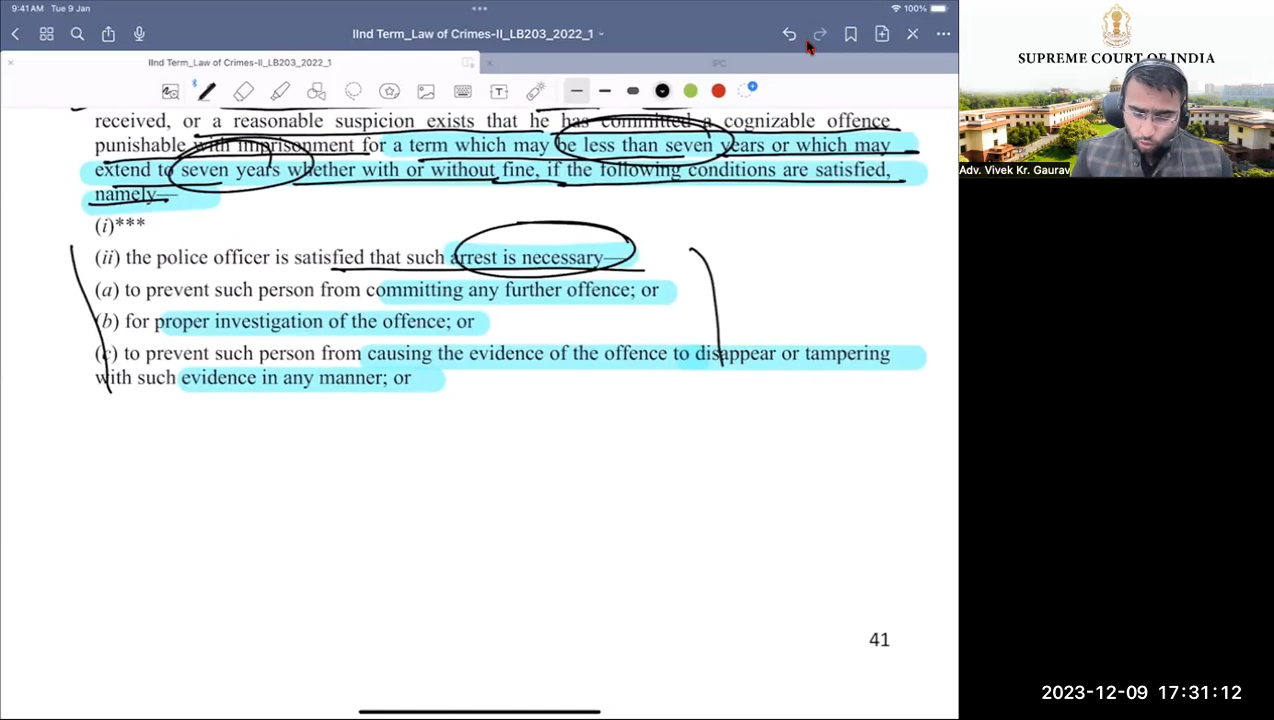 9:41 AM Tue 9 Jan
100%
IInd Term_Law of Crimes-II_LB203_2022_1
IInd Term_Law of Crimes-II_LB203_2022_1
IPC
received, or a reasonable suspicion exists that he has committed a cognizable offence
punishable with imprisonment for a term which may be less than seven years or which may
extend to seven years whether with or without fine, if the following conditions are satisfied,
namely—
(i)***
(ii) the police officer is satisfied that such arrest is necessary—
(a) to prevent such person from committing any further offence; or
(b) for proper investigation of the offence; or
(c) to prevent such person from causing the evidence of the offence to disappear or tampering
with such evidence in any manner; or
41
SUPREME COURT OF INDIA
Adv. Vivek Kr. Gaurav
2023-12-09 17:31:12